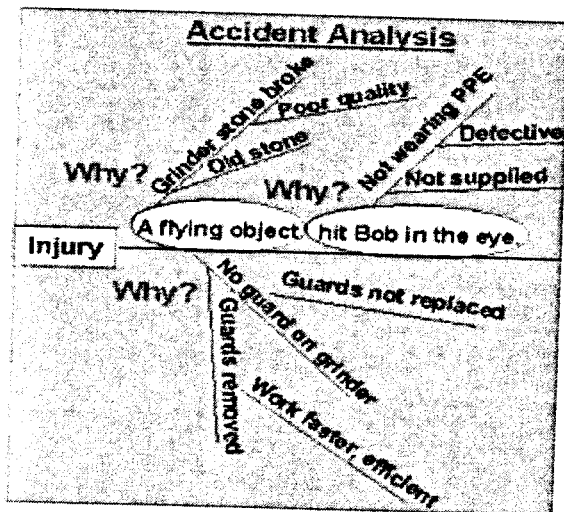 Accident Analysis
Grinder stone broke
Poor quality
Old stone
Why?
Not wearing PPE
Defective
Not supplied
Why?
A flying object hit Bob in the eye.
Injury
Why?
No guard on grinder
Guards not replaced
Guards removed
Work faster, efficient